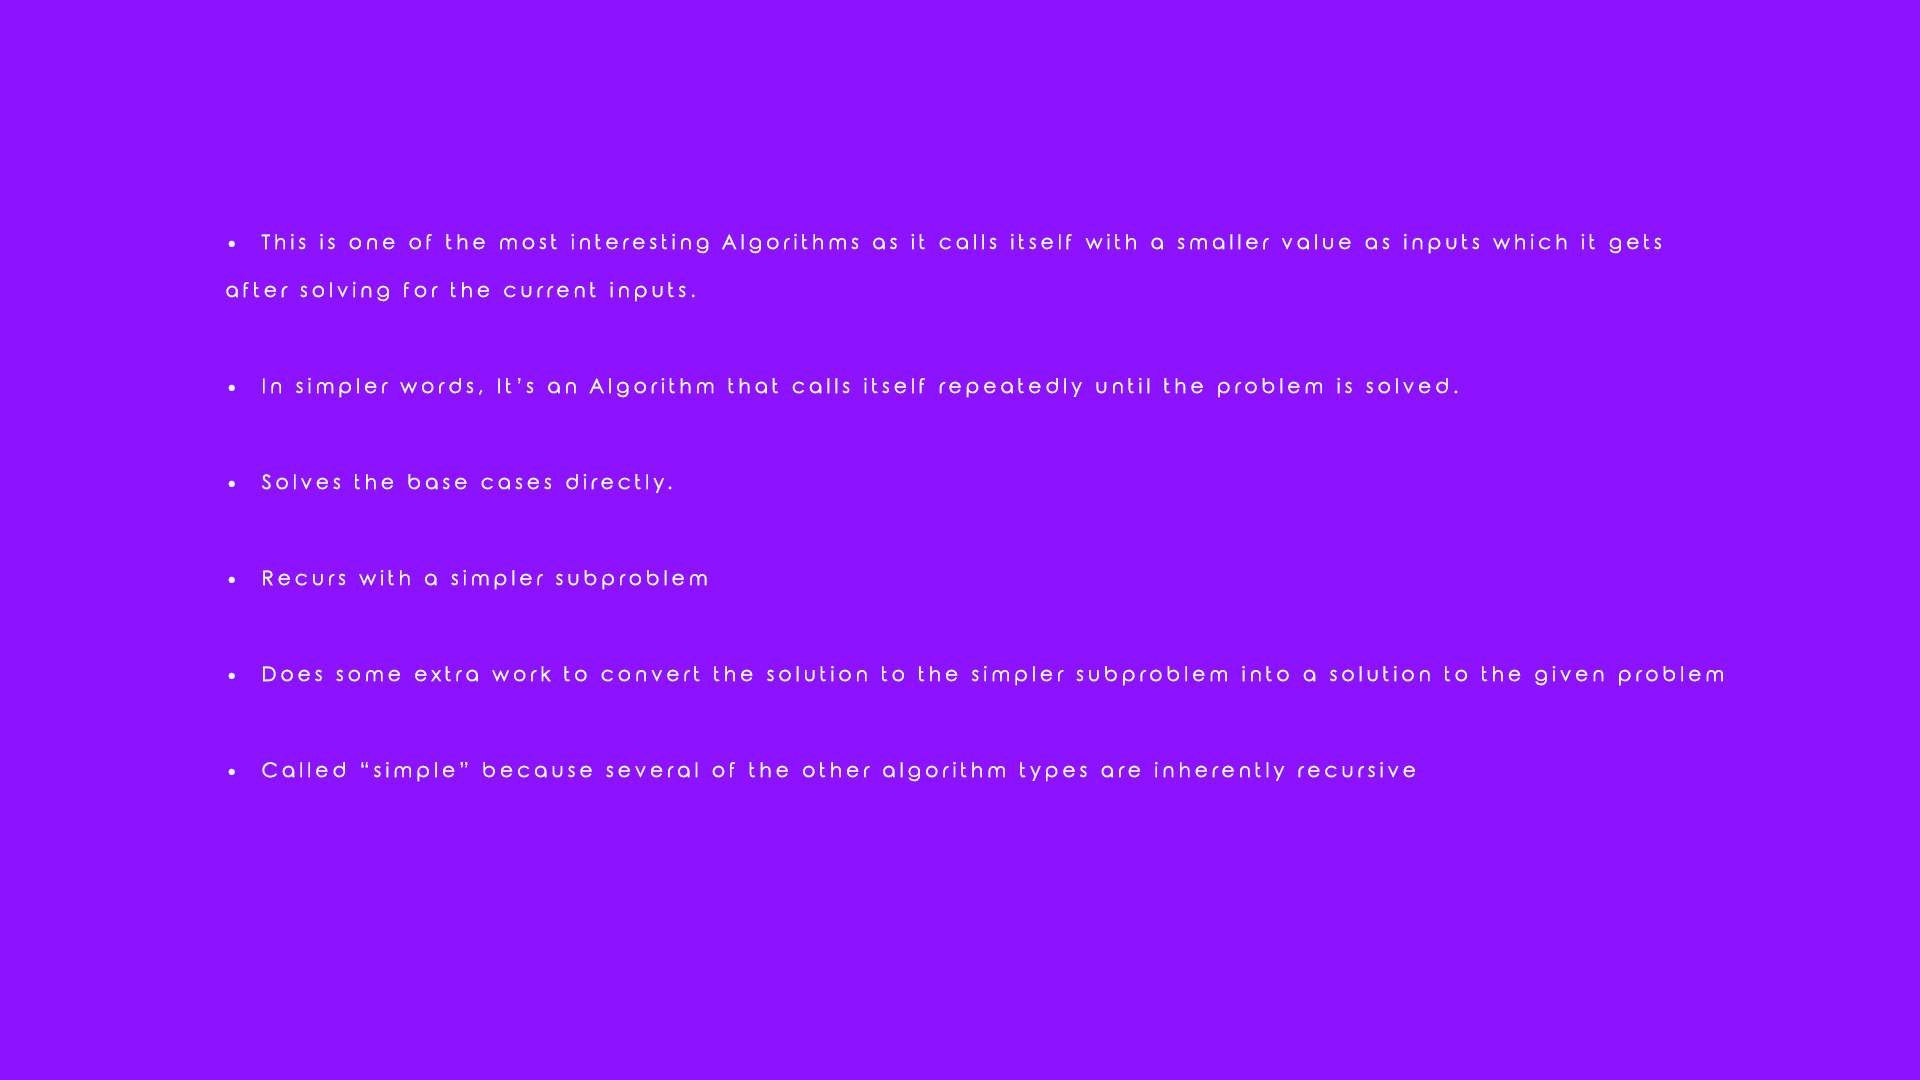 • This is one of the most interesting Algorithms as it calls itself with a smaller value as inputs which it gets
after solving for the current inputs.
• In simpler words, It’s an Algorithm that calls itself repeatedly until the problem is solved.
• Solves the base cases directly.
• Recurs with a simpler subproblem
• Does some extra work to convert the solution to the simpler subproblem into a solution to the given problem
• Called “simple” because several of the other algorithm types are inherently recursive